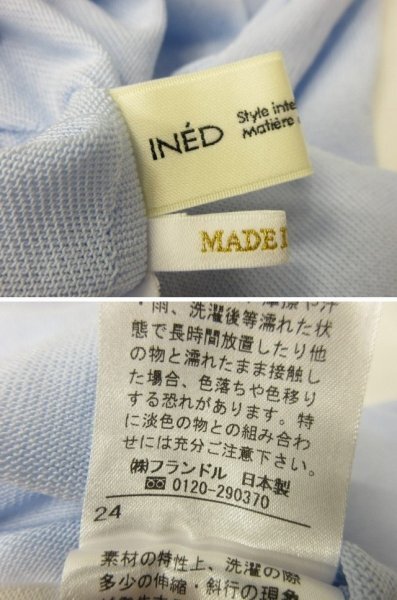 INÉD
Style inte
Matière
MADE I
・雨、洗濯後等濡れた状
態で長時間放置したり他
の物と濡れたまま接触し
た場合、色落ちや色移り
する恐れがあります。特
に淡色の物との組み合わ
せには充分ご注意下さい。
㈱フランドル 日本製
0120-290370
24
素材の特性上、洗濯の際
多少の伸縮・斜行の現象